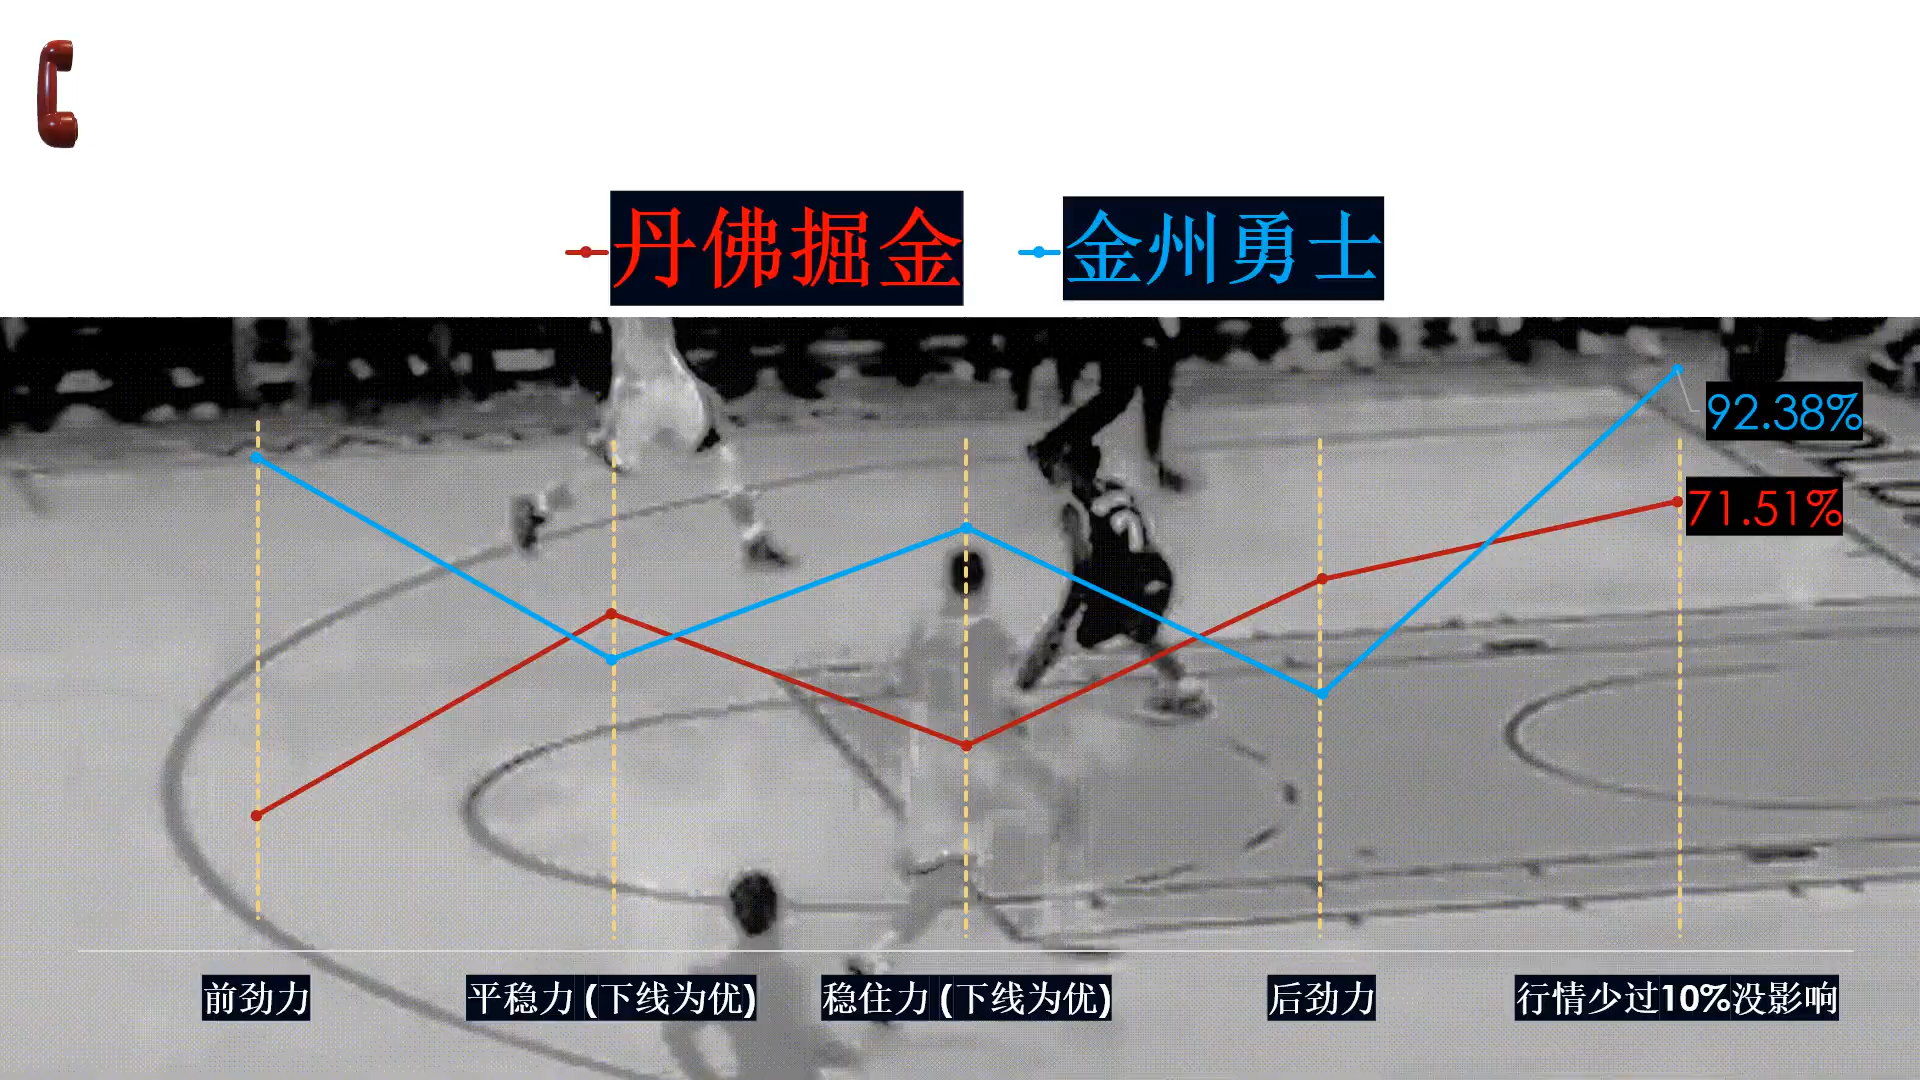 丹佛掘金 金州勇士
92.38%
71.51%
前劲力 平稳力 (下线为优) 稳住力 (下线为优) 后劲力 行情少过10%没影响